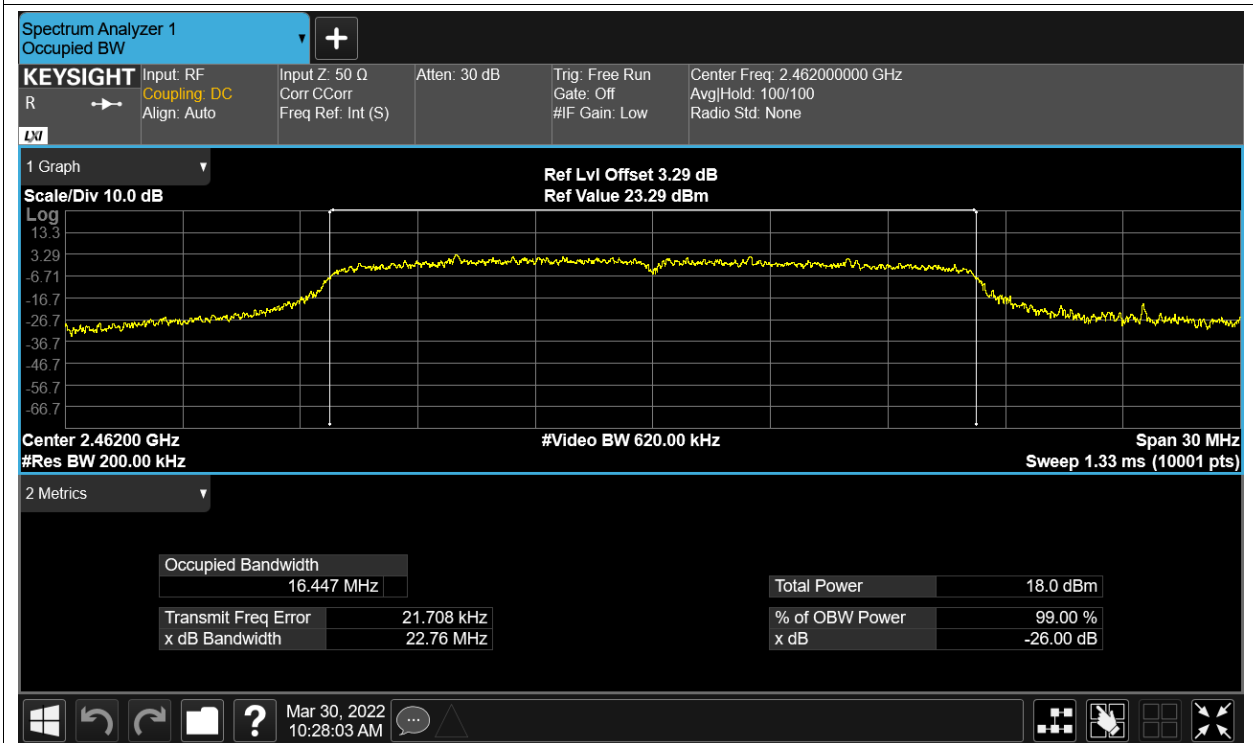 Spectrum Analyzer 1
Occupied BW
KEYSIGHT
R
LXI
Input: RF
Coupling: DC
Align: Auto
Input Z: 50 Ω
Corr CCorr
Freq Ref: Int (S)
Atten: 30 dB
Trig: Free Run
Gate: Off
#IF Gain: Low
Center Freq: 2.462000000 GHz
Avg|Hold: 100/100
Radio Std: None
1 Graph
Scale/Div 10.0 dB
Ref Lvl Offset 3.29 dB
Ref Value 23.29 dBm
Log
13.3
3.29
-6.71
-16.7
-26.7
-36.7
-46.7
-56.7
-66.7
Center 2.46200 GHz
#Video BW 620.00 kHz
Span 30 MHz
#Res BW 200.00 kHz
Sweep 1.33 ms (10001 pts)
2 Metrics
Occupied Bandwidth
16.447 MHz
Total Power 18.0 dBm
Transmit Freq Error 21.708 kHz
% of OBW Power 99.00 %
x dB Bandwidth 22.76 MHz
x dB -26.00 dB
?
Mar 30, 2022
10:28:03 AM